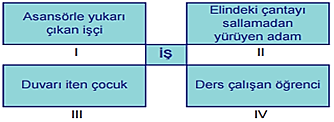 Asansörle yukarı
çıkan işçi
I
Elindeki çantayı
sallamadan
yürüyen adam
II
İŞ
Duvarı iten çocuk
III
Ders çalışan öğrenci
IV